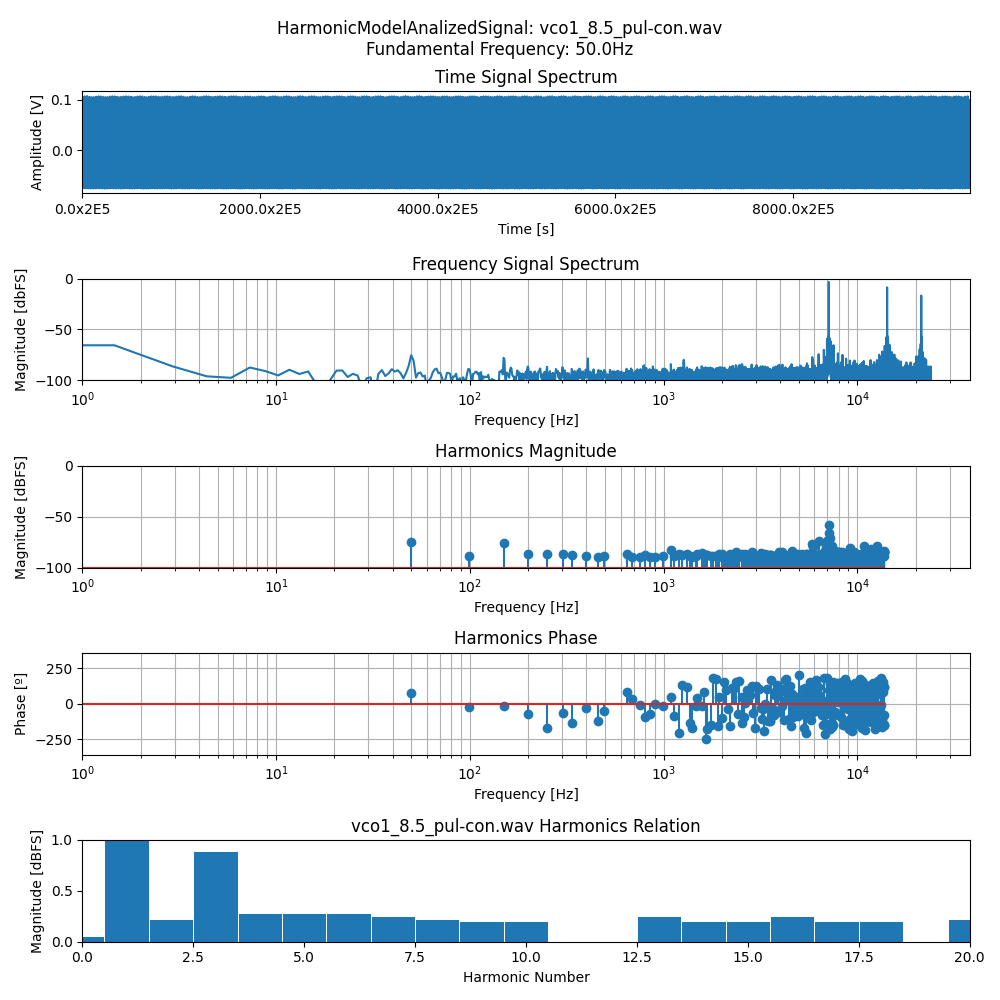 HarmonicModelAnalizedSignal: vco1_8.5_pul-con.wav
Fundamental Frequency: 50.0Hz
Time Signal Spectrum
Amplitude [V]
0.1
0.0
0.0x2E5 2000.0x2E5 4000.0x2E5 6000.0x2E5 8000.0x2E5
Time [s]
Frequency Signal Spectrum
Magnitude [dbFS]
0
−50
−100
10⁰ 10¹ 10² 10³ 10⁴
Frequency [Hz]
Harmonics Magnitude
Magnitude [dBFS]
0
−50
−100
10⁰ 10¹ 10² 10³ 10⁴
Frequency [Hz]
Harmonics Phase
Phase [º]
250
0
−250
10⁰ 10¹ 10² 10³ 10⁴
Frequency [Hz]
vco1_8.5_pul-con.wav Harmonics Relation
Magnitude [dBFS]
1.0
0.5
0.0
0.0 2.5 5.0 7.5 10.0 12.5 15.0 17.5 20.0
Harmonic Number